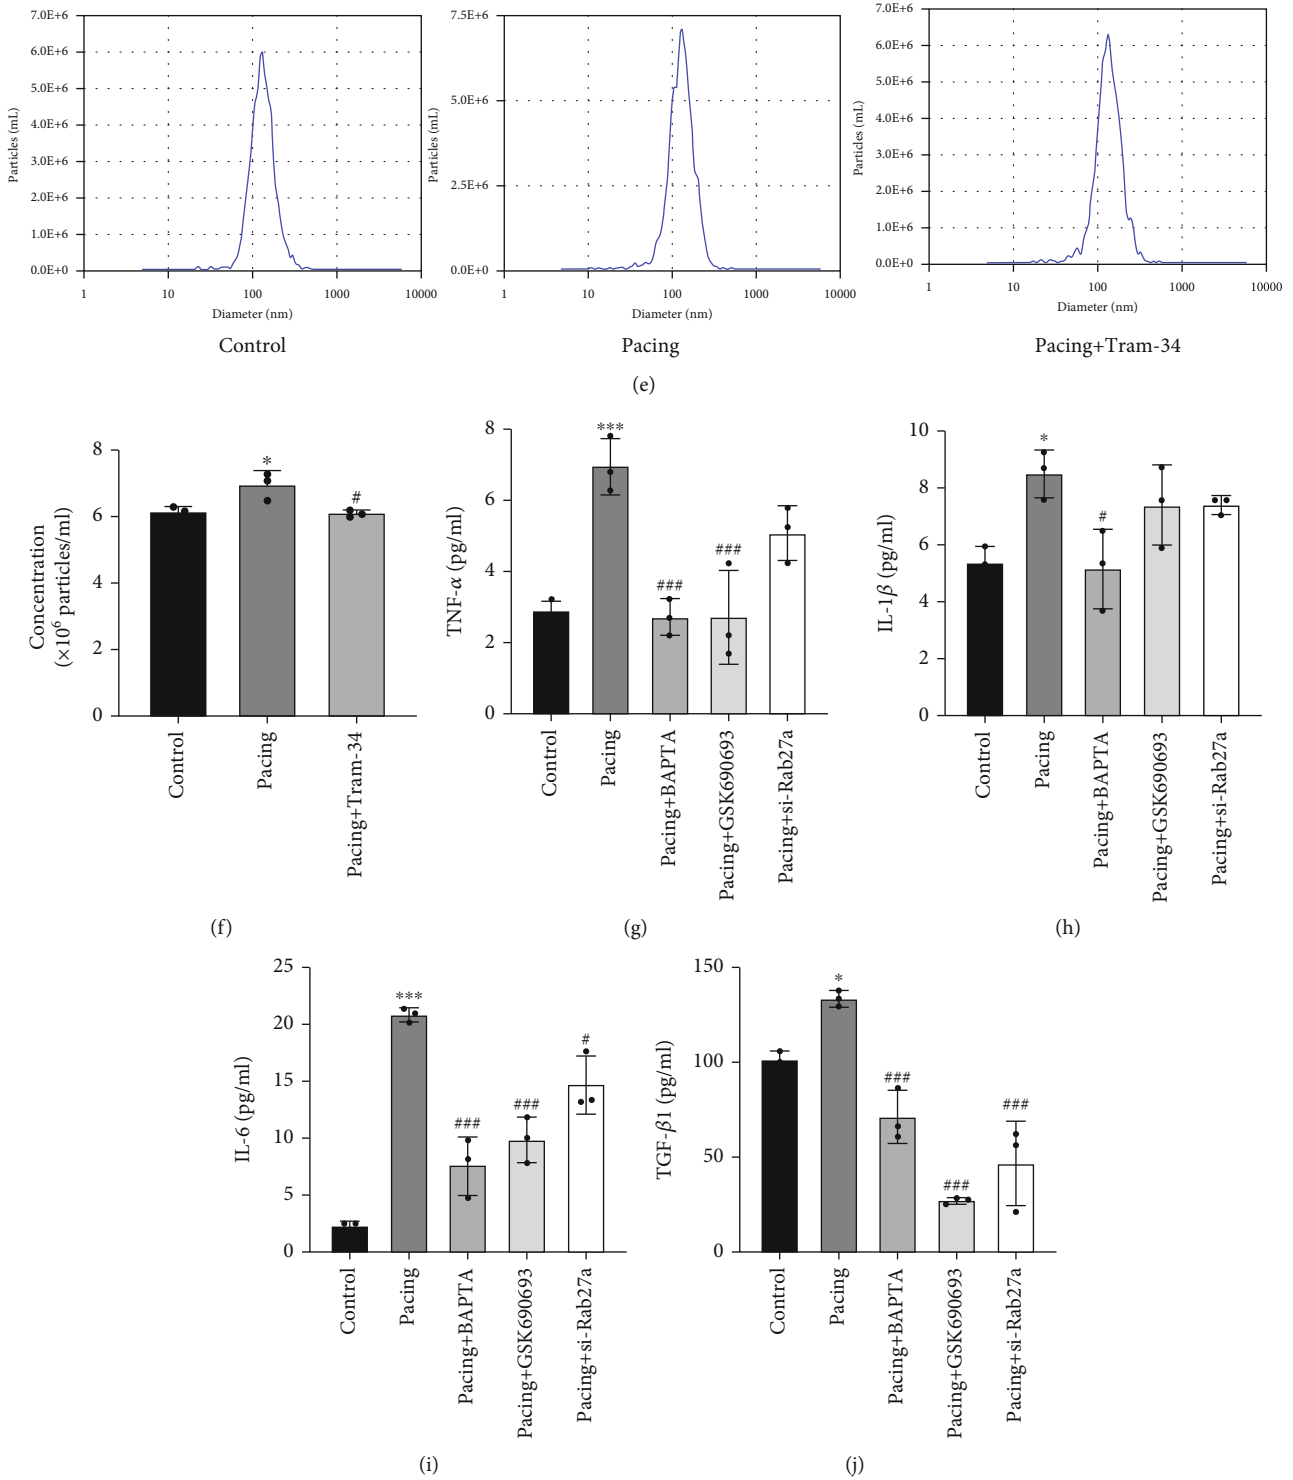 7.0E+6
6.0E+6
5.0E+6
4.0E+6
3.0E+6
2.0E+6
1.0E+6
0.0E+0
Particles (mL)
1 10 100 1000 10000
Diameter (nm)
Control
7.5E+6
5.0E+6
2.5E+6
0.0E+0
Particles (mL)
1 10 100 1000 10000
Diameter (nm)
Pacing
7.0E+6
6.0E+6
5.0E+6
4.0E+6
3.0E+6
2.0E+6
1.0E+6
0.0E+0
Particles (mL)
1 10 100 1000 10000
Diameter (nm)
Pacing+Tram-34
(e)
8
6
4
2
0
Concentration
(×10⁶ particles/ml)
*
#
Control
Pacing
Pacing+Tram-34
(f)
8
6
4
2
0
TNF-α (pg/ml)
***
###
###
Control
Pacing
Pacing+BAPTA
Pacing+GSK690693
Pacing+si-Rab27a
(g)
10
8
6
4
2
0
IL-1β (pg/ml)
*
#
Control
Pacing
Pacing+BAPTA
Pacing+GSK690693
Pacing+si-Rab27a
(h)
25
20
15
10
5
0
IL-6 (pg/ml)
***
###
###
#
Control
Pacing
Pacing+BAPTA
Pacing+GSK690693
Pacing+si-Rab27a
(i)
150
100
50
0
TGF-β1 (pg/ml)
*
###
###
###
Control
Pacing
Pacing+BAPTA
Pacing+GSK690693
Pacing+si-Rab27a
(j)